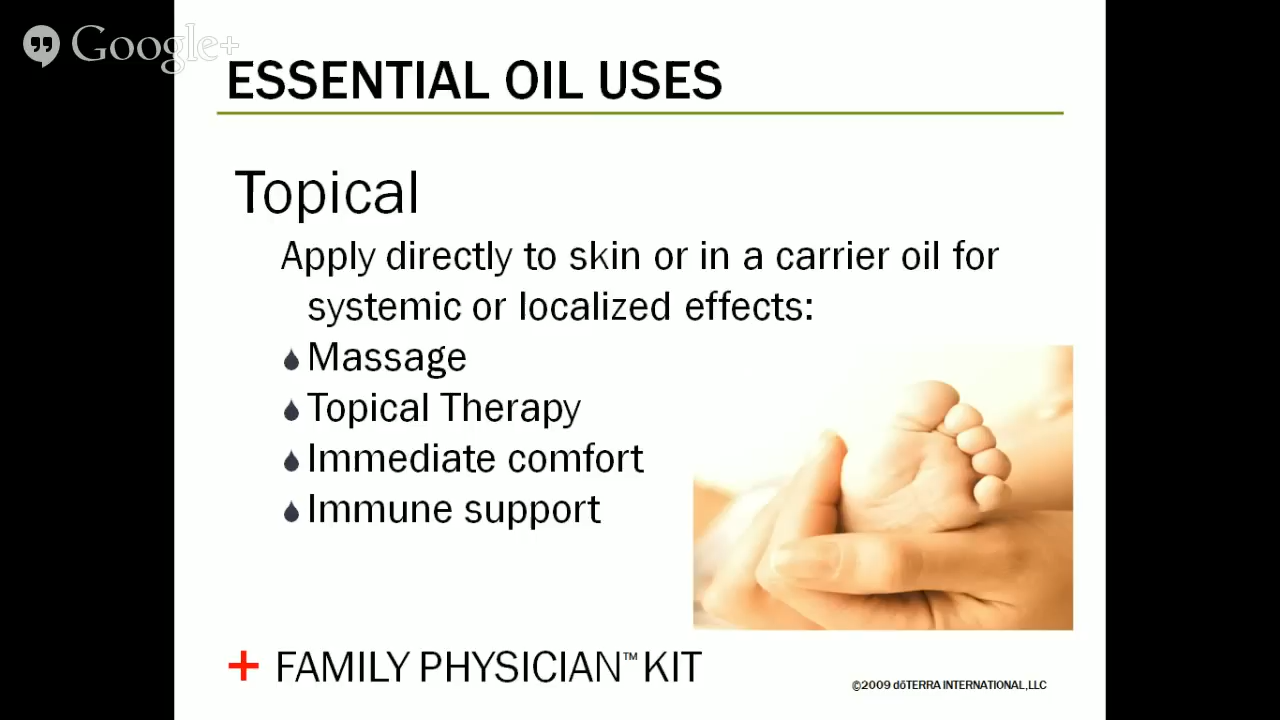 Google+
ESSENTIAL OIL USES
Topical
Apply directly to skin or in a carrier oil for
systemic or localized effects:
Massage
Topical Therapy
Immediate comfort
Immune support
+ FAMILY PHYSICIAN™ KIT
©2009 dōTERRA INTERNATIONAL,LLC